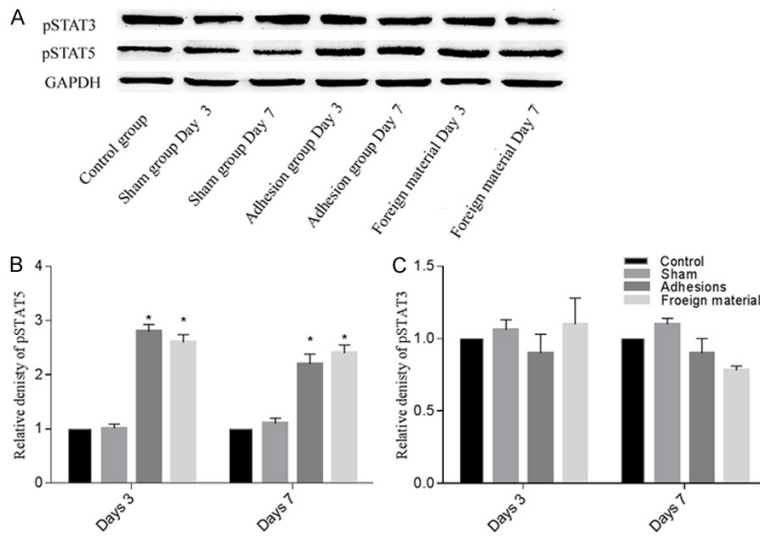 A
pSTAT3
pSTAT5
GAPDH
Control group
Sham group Day 3
Sham group Day 7
Adhesion group Day 3
Adhesion group Day 7
Foreign material Day 3
Foreign material Day 7
B
Relative denisty of pSTAT5
4
3
2
1
0
* *
* *
Days 3
Days 7
C
Relative denisty of pSTAT3
1.5
1.0
0.5
0.0
Days 3
Days 7
Control
Sham
Adhesions
Froeign material